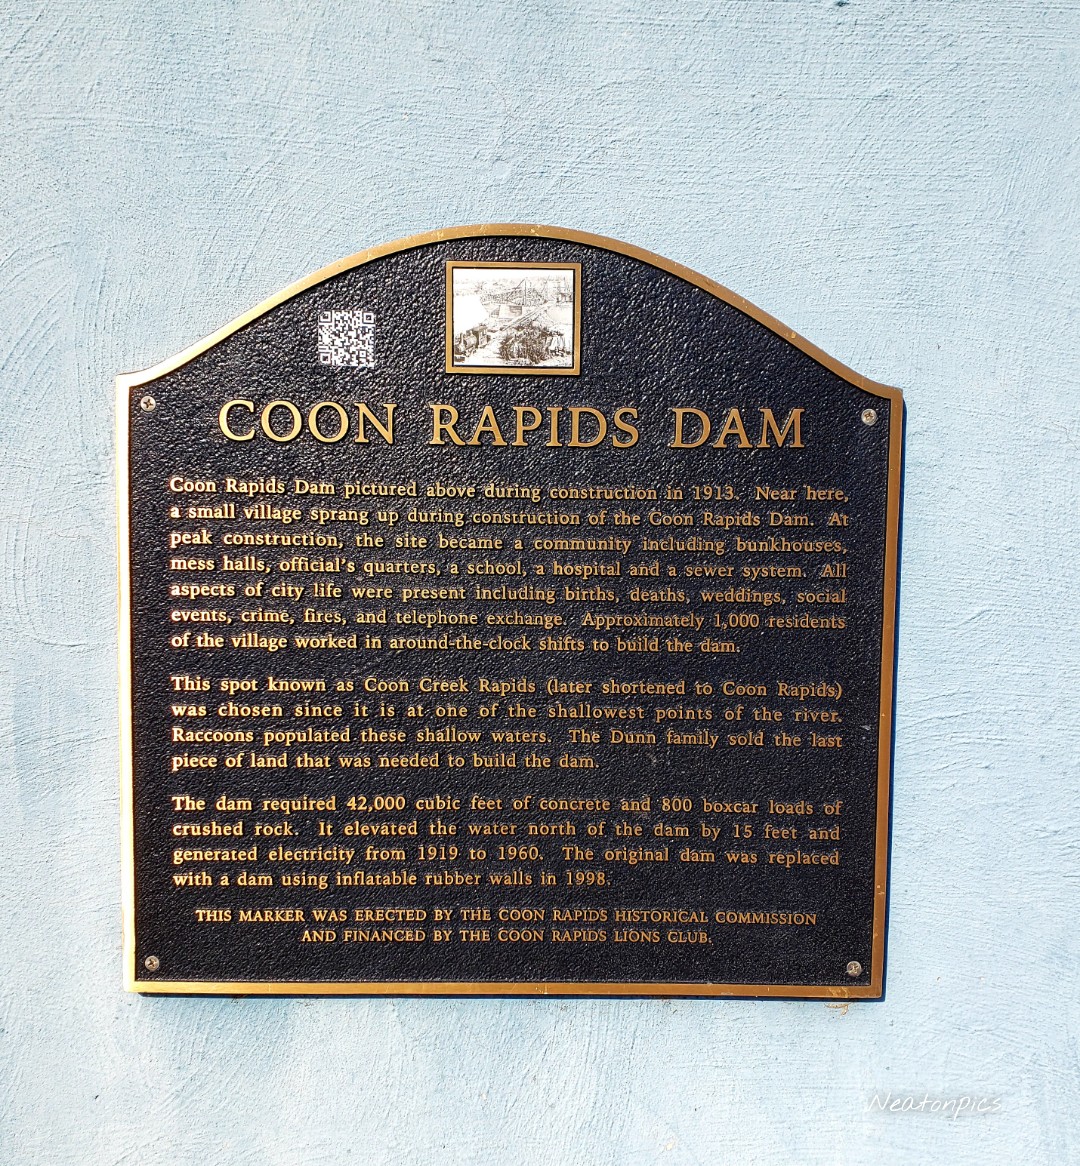 COON RAPIDS DAM
Coon Rapids Dam pictured above during construction in 1913. Near here,
a small village sprang up during construction of the Coon Rapids Dam. At
peak construction, the site became a community including bunkhouses,
mess halls, official's quarters, a school, a hospital and a sewer system. All
aspects of city life were present including births, deaths, weddings, social
events, crime, fires, and telephone exchange. Approximately 1,000 residents
of the village worked in around-the-clock shifts to build the dam.
This spot known as Coon Creek Rapids (later shortened to Coon Rapids)
was chosen since it is at one of the shallowest points of the river.
Raccoons populated these shallow waters. The Dunn family sold the last
piece of land that was needed to build the dam.
The dam required 42,000 cubic feet of concrete and 800 boxcar loads of
crushed rock. It elevated the water north of the dam by 15 feet and
generated electricity from 1919 to 1960. The original dam was replaced
with a dam using inflatable rubber walls in 1998.
THIS MARKER WAS ERECTED BY THE COON RAPIDS HISTORICAL COMMISSION
AND FINANCED BY THE COON RAPIDS LIONS CLUB.
Neatonpics